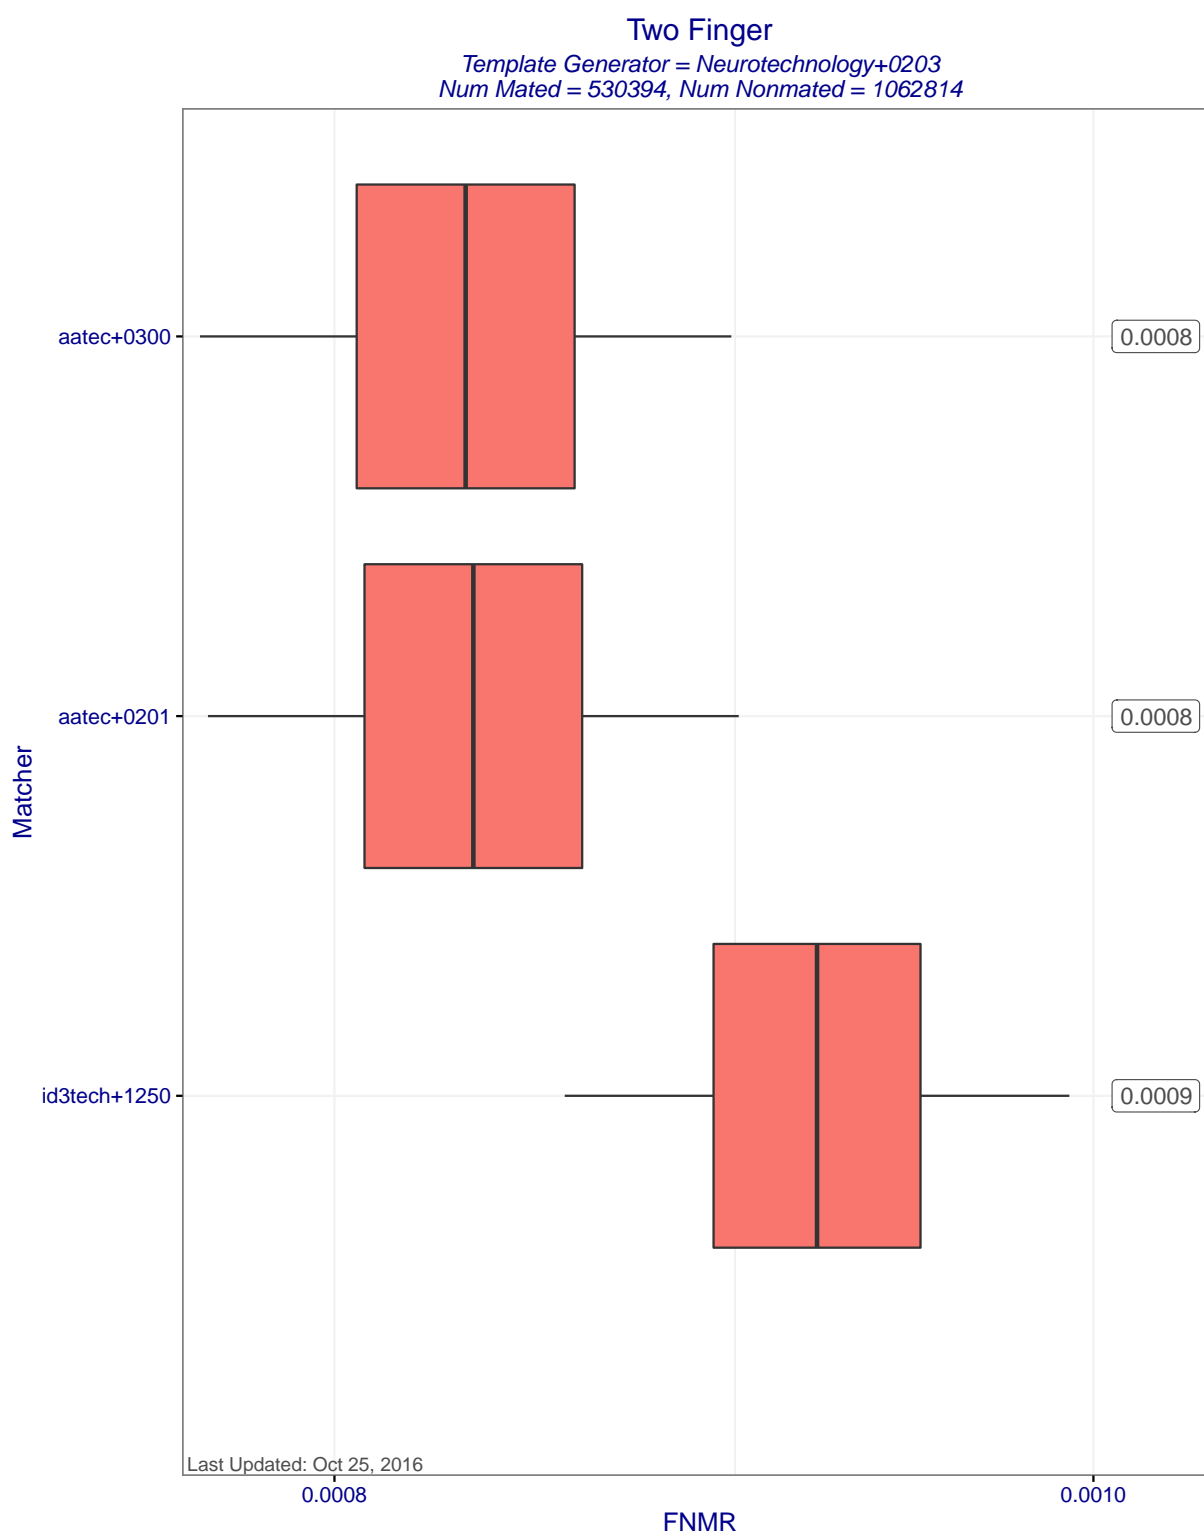 Two Finger
Template Generator = Neurotechnology+0203
Num Mated = 530394, Num Nonmated = 1062814
aatec+0300
0.0008
aatec+0201
0.0008
Matcher
id3tech+1250
0.0009
Last Updated: Oct 25, 2016
0.0008
0.0010
FNMR